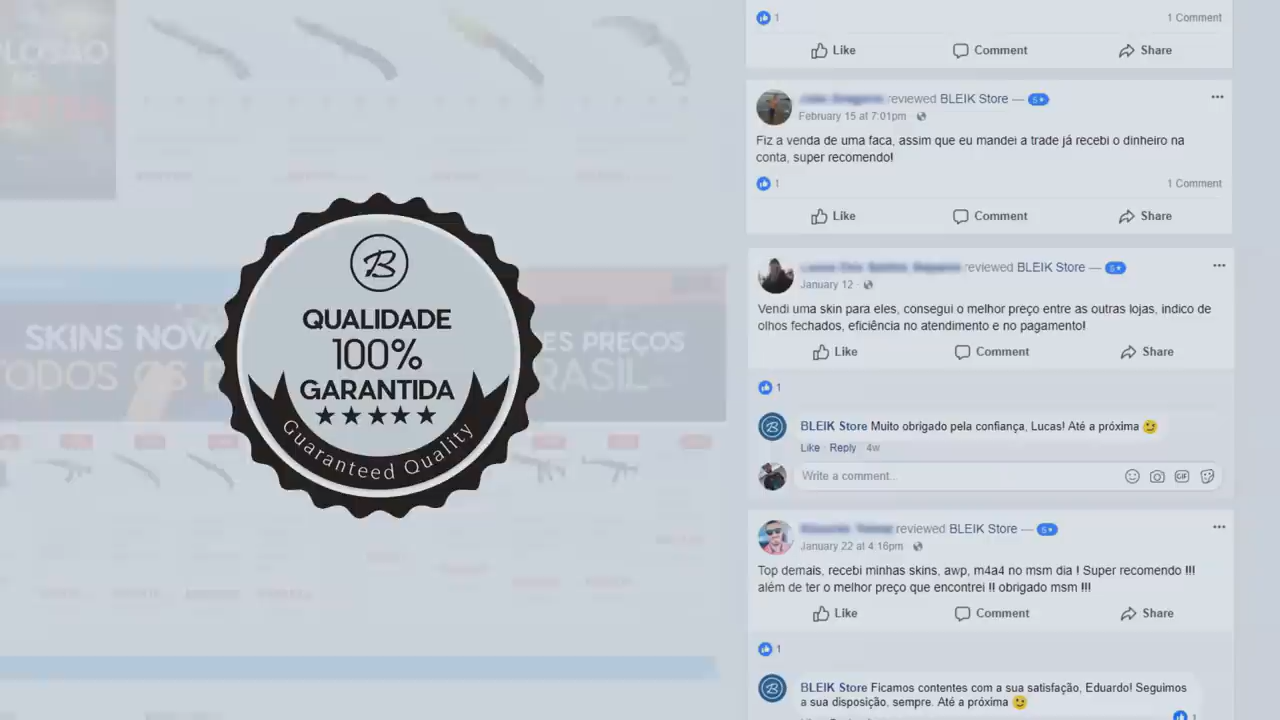 PLOSÃO
SKINS NOVA
TODOS OS
ES PREÇOS
RASIL
B
QUALIDADE
100%
GARANTIDA
Guaranteed Quality
1
1 Comment
Like
Comment
Share
reviewed BLEIK Store — 5★
February 15 at 7:01pm
Fiz a venda de uma faca, assim que eu mandei a trade já recebi o dinheiro na
conta, super recomendo!
1
1 Comment
Like
Comment
Share
reviewed BLEIK Store — 5★
January 12 ·
Vendi uma skin para eles, consegui o melhor preço entre as outras lojas, indico de
olhos fechados, eficiência no atendimento e no pagamento!
Like
Comment
Share
1
BLEIK Store Muito obrigado pela confiança, Lucas! Até a próxima 😉
Like · Reply · 4w
Write a comment...
GIF
reviewed BLEIK Store — 5★
January 22 at 4:16pm ·
Top demais, recebi minhas skins, awp, m4a4 no msm dia ! Super recomendo !!!
além de ter o melhor preço que encontrei !! obrigado msm !!!
Like
Comment
Share
1
BLEIK Store Ficamos contentes com a sua satisfação, Eduardo! Seguimos
a sua disposição, sempre. Até a próxima 😉
1